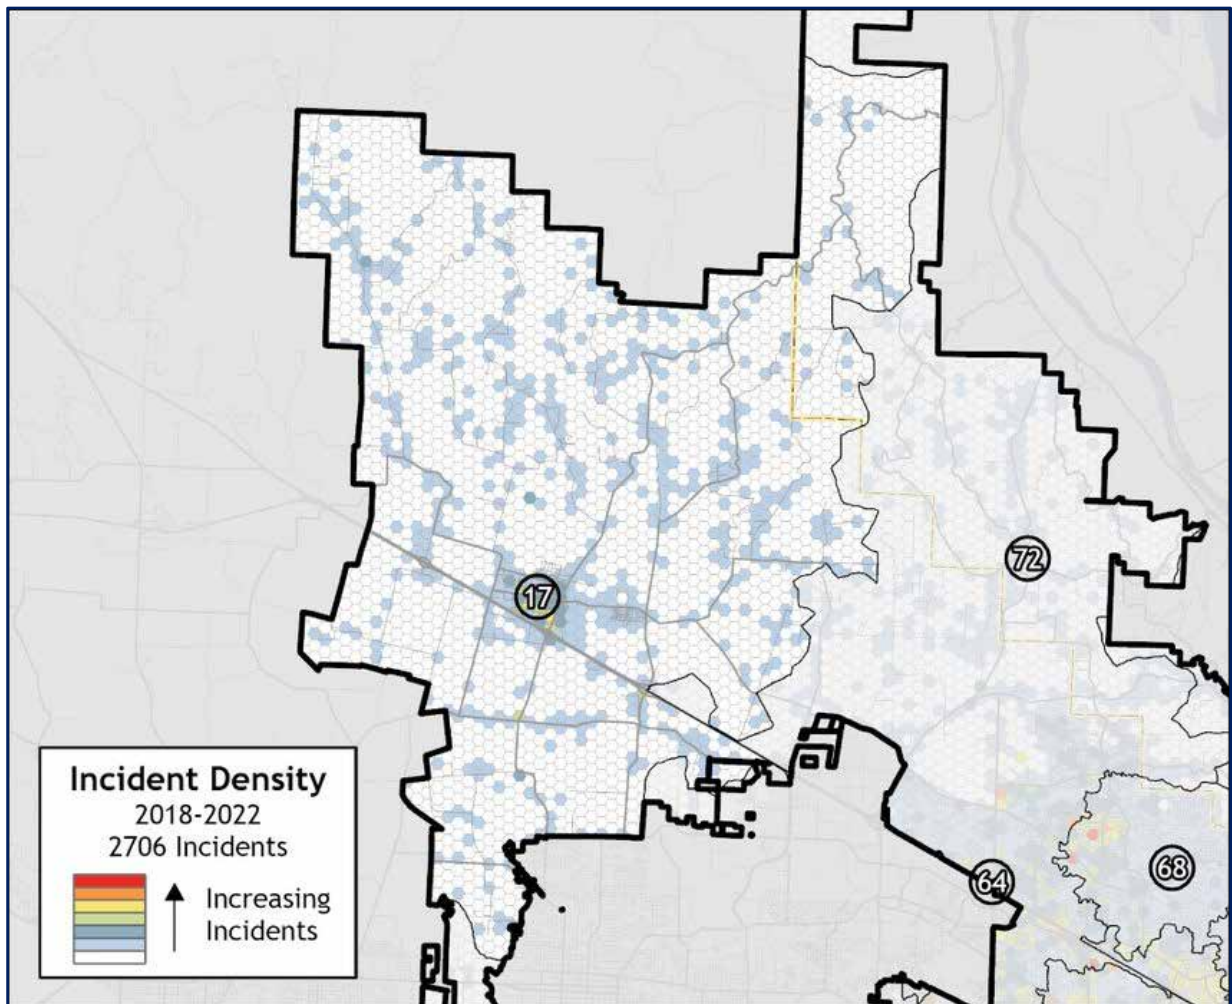 17
72
64
68
Incident Density
2018-2022
2706 Incidents
Increasing
Incidents